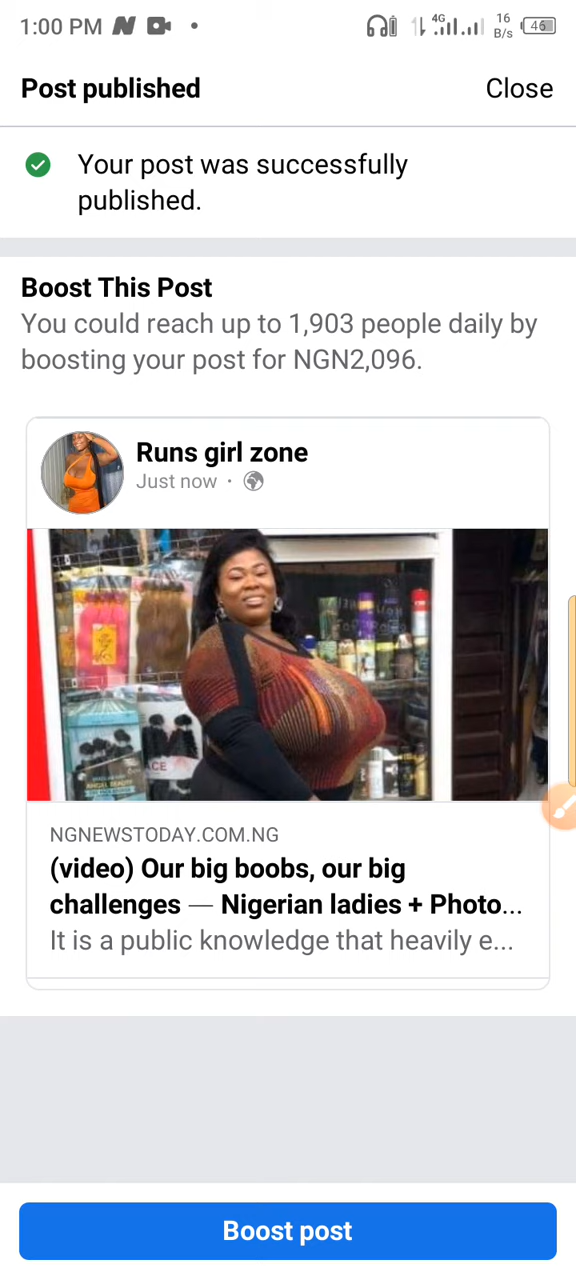 1:00 PM
4G
16
B/s
46
Post published
Close
Your post was successfully
published.
Boost This Post
You could reach up to 1,903 people daily by
boosting your post for NGN2,096.
Runs girl zone
Just now ·
ANGEL BEAUTY
NGNEWSTODAY.COM.NG
(video) Our big boobs, our big
challenges — Nigerian ladies + Photo...
It is a public knowledge that heavily e...
Boost post